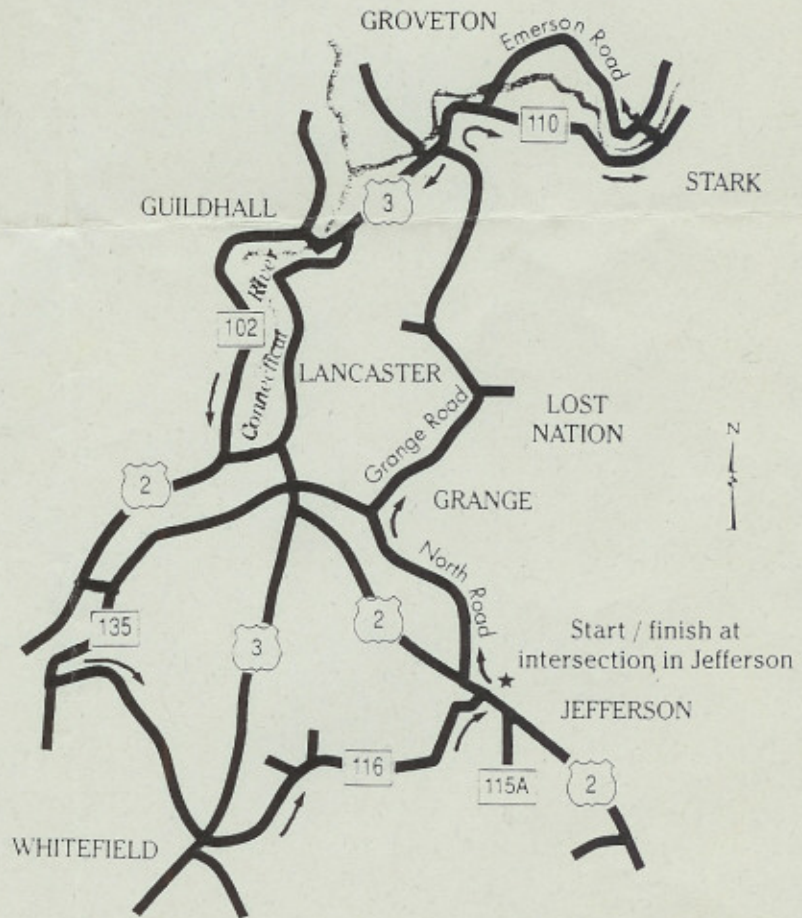 GROVETON
Emerson Road
110
STARK
3
GUILDHALL
102
Connecticut River
LANCASTER
LOST
NATION
Grange Road
2
GRANGE
N
North Road
135
3
2
Start / finish at
intersection in Jefferson
JEFFERSON
116
115A
2
WHITEFIELD